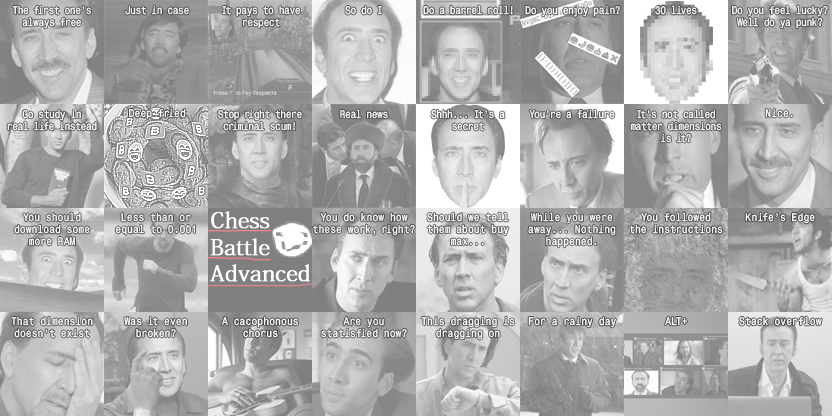 The first one's
always free
Just in case
It pays to have
respect
Press F to Pay Respects
F
So do I
Do a barrel roll!
Do you enjoy pain?
30 lives
Do you feel lucky?
Well do ya punk?
Go study in
real life instead
Deep fried
B
B
B
B
Stop right there
criminal scum!
Real news
Shhh... It's a
secret
You're a failure
It's not called
matter dimensions
is it?
Nice.
You should
download some
more RAM
Less than or
equal to 0.001
Chess
Battle
Advanced
You do know how
these work, right?
Should we tell
them about buy
max...
While you were
away... Nothing
happened.
You followed
the instructions
Knife's Edge
That dimension
doesn't exist
Was it even
broken?
A cacophonous
chorus
Are you
statisfied now?
This dragging is
dragging on
For a rainy day
ALT+
Stack overflow